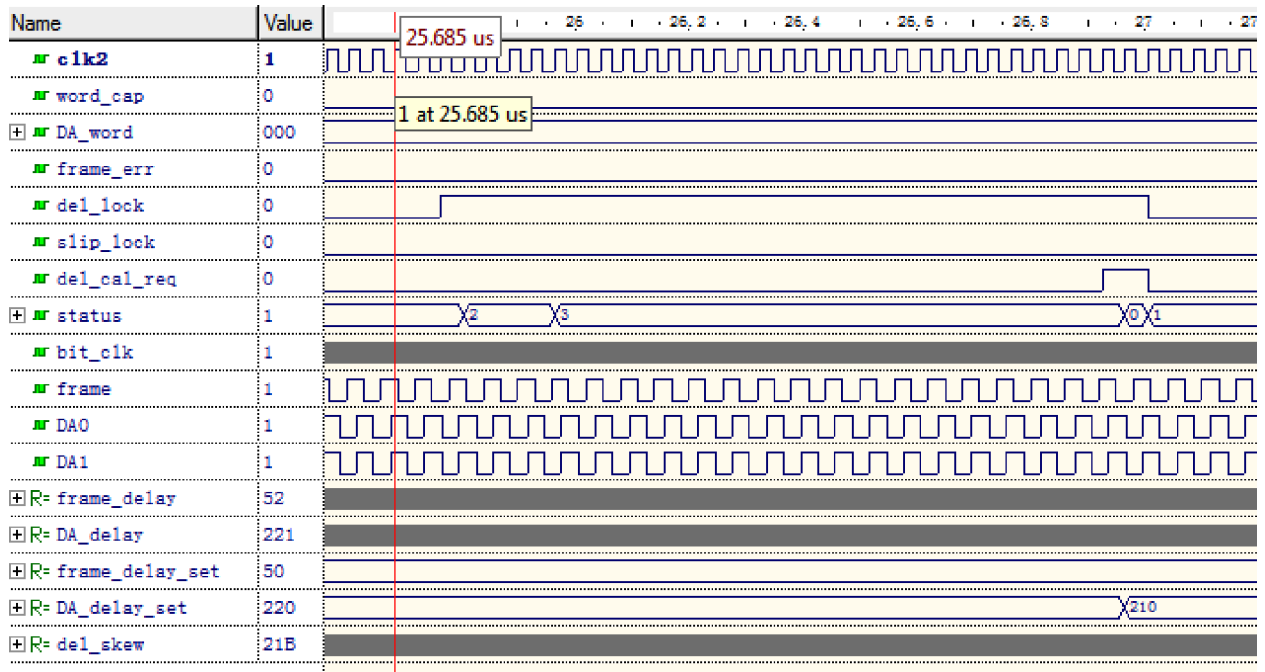 Name Value 26 26.2 26.4 26.6 26.8 27 27
25.685 us
clk2 1
word_cap 0
1 at 25.685 us
DA_word 000
frame_err 0
del_lock 0
slip_lock 0
del_cal_req 0
status 1 2 3 0 1
bit_clk 1
frame 1
DA0 1
DA1 1
R= frame_delay 52
R= DA_delay 221
R= frame_delay_set 50
R= DA_delay_set 220 210
R= del_skew 21B